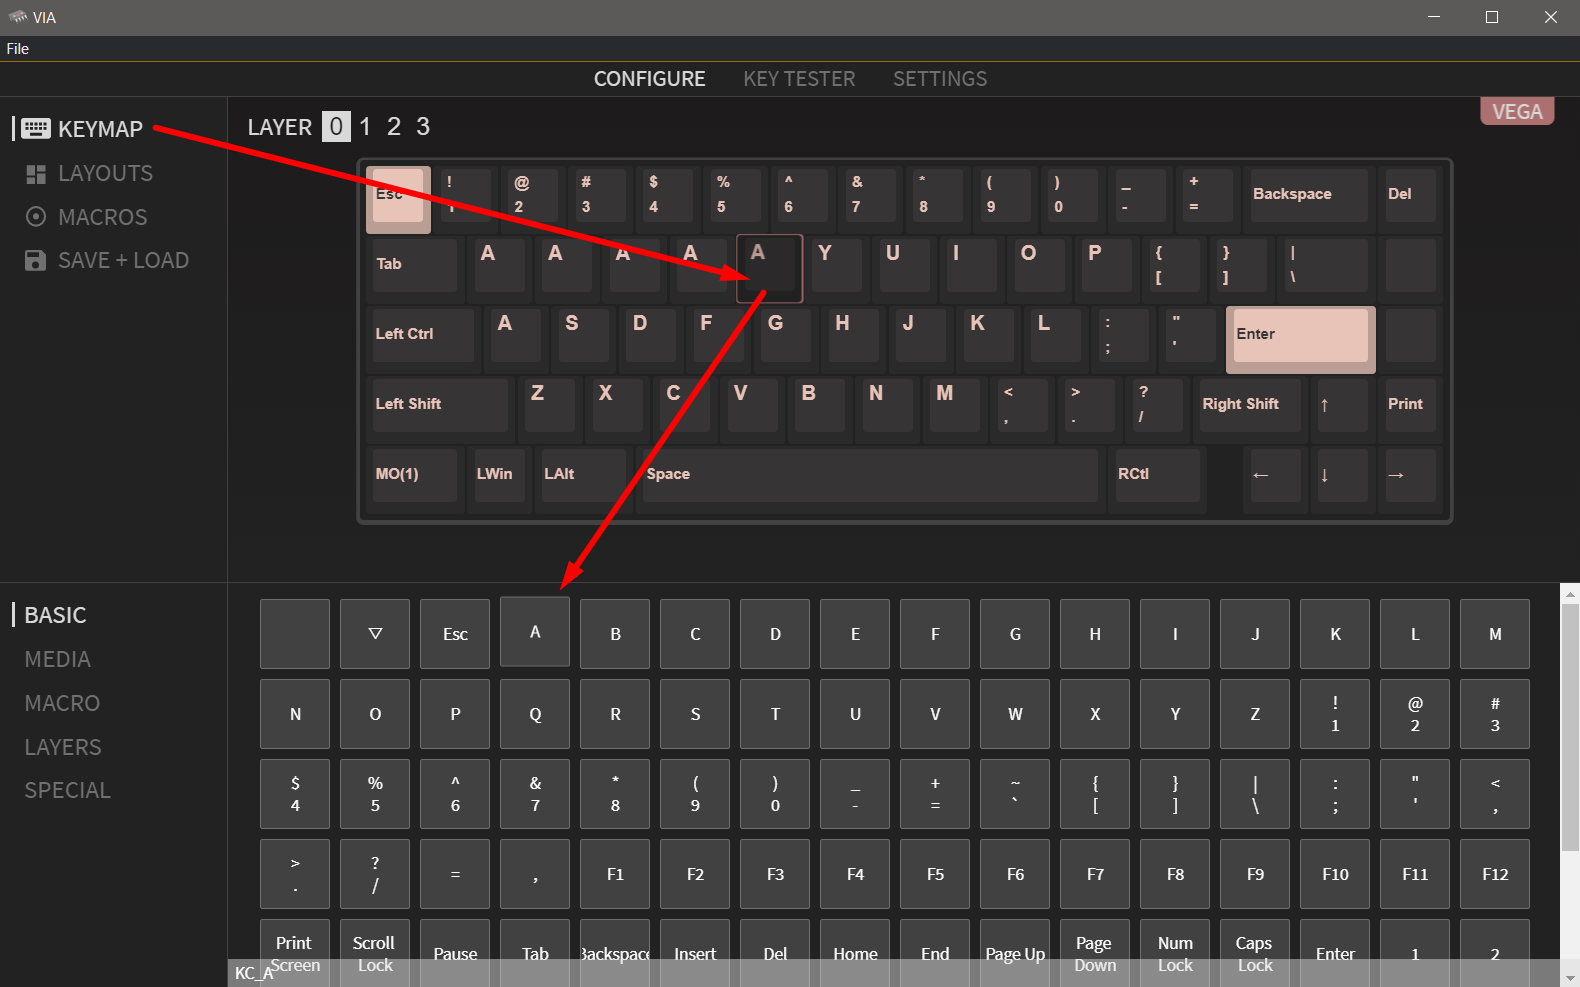 VIA
File
CONFIGURE KEY TESTER SETTINGS
KEYMAP
LAYOUTS
MACROS
SAVE + LOAD
LAYER 0 1 2 3
VEGA
Esc ! 1 @ 2 # 3 $ 4 % 5 ^ 6 & 7 * 8 ( 9 ) 0 _ - + = Backspace Del
Tab A A A A A Y U I O P { [ } ] | \
Left Ctrl A S D F G H J K L : ; " ' Enter
Left Shift Z X C V B N M < , > . ? / Right Shift ↑ Print
MO(1) LWin LAlt Space RCtl ← ↓ →
BASIC
MEDIA
MACRO
LAYERS
SPECIAL
▽ Esc A B C D E F G H I J K L M
N O P Q R S T U V W X Y Z ! 1 @ 2 # 3
$ 4 % 5 ^ 6 & 7 * 8 ( 9 ) 0 _ - + = ~ ` { [ } ] | \ : ; " ' < ,
> . ? / = , F1 F2 F3 F4 F5 F6 F7 F8 F9 F10 F11 F12
Print Screen Scroll Lock Pause Tab Backspace Insert Del Home End Page Up Page Down Num Lock Caps Lock Enter 1 2
KC_A